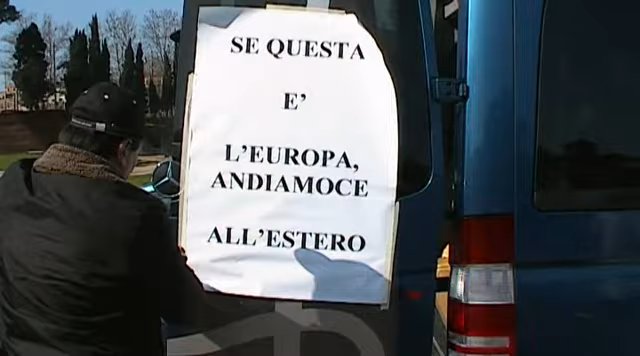 SE QUESTA
E'
L'EUROPA,
ANDIAMOCE
ALL'ESTERO